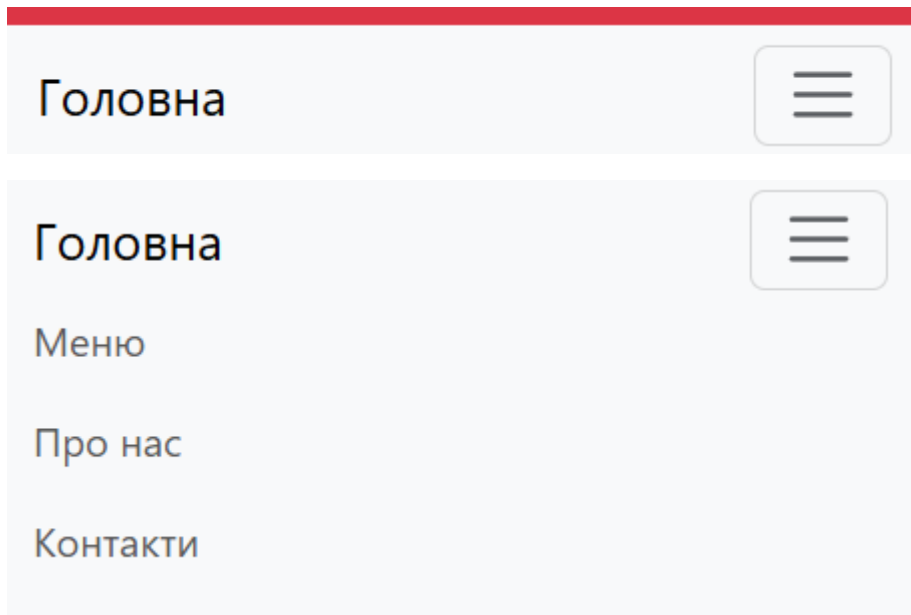 Головна
Головна
Меню
Про нас
Контакти